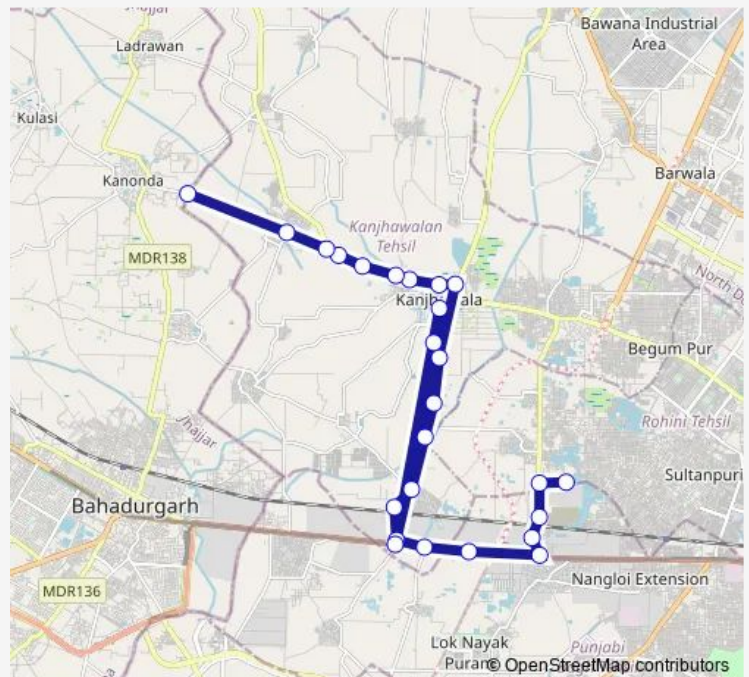 Jhajjar
Bawana Industrial
Area
Ladrawan
Kulasi
Kanonda
Barwala
Kanjhawalan
Tehsil
MDR138
North D
Kanjhawala
Begum Pur
Jhajjar
Rohini Tehsil
Sultanpuri
Bahadurgarh
MDR136
Nangloi Extension
Lok Nayak
Puram
Punjabi
© OpenStreetMap contributors